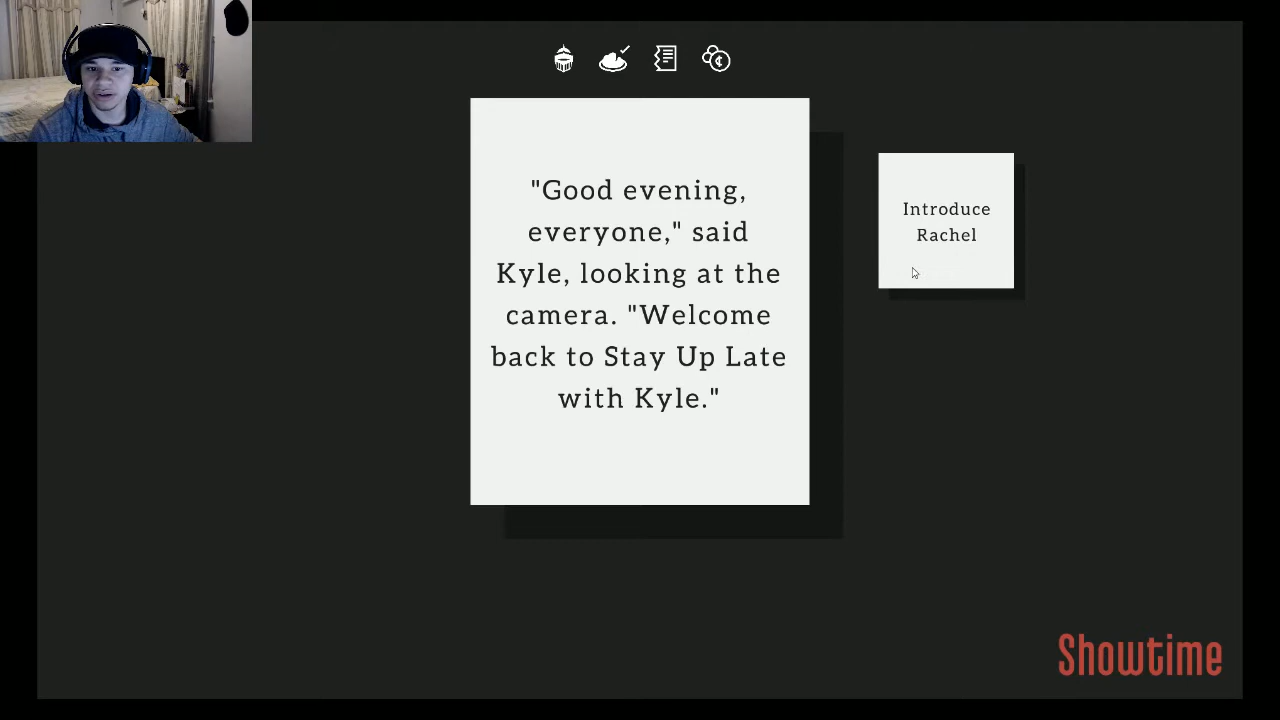 "Good evening,
everyone," said
Kyle, looking at the
camera. "Welcome
back to Stay Up Late
with Kyle."
Introduce
Rachel
Showtime